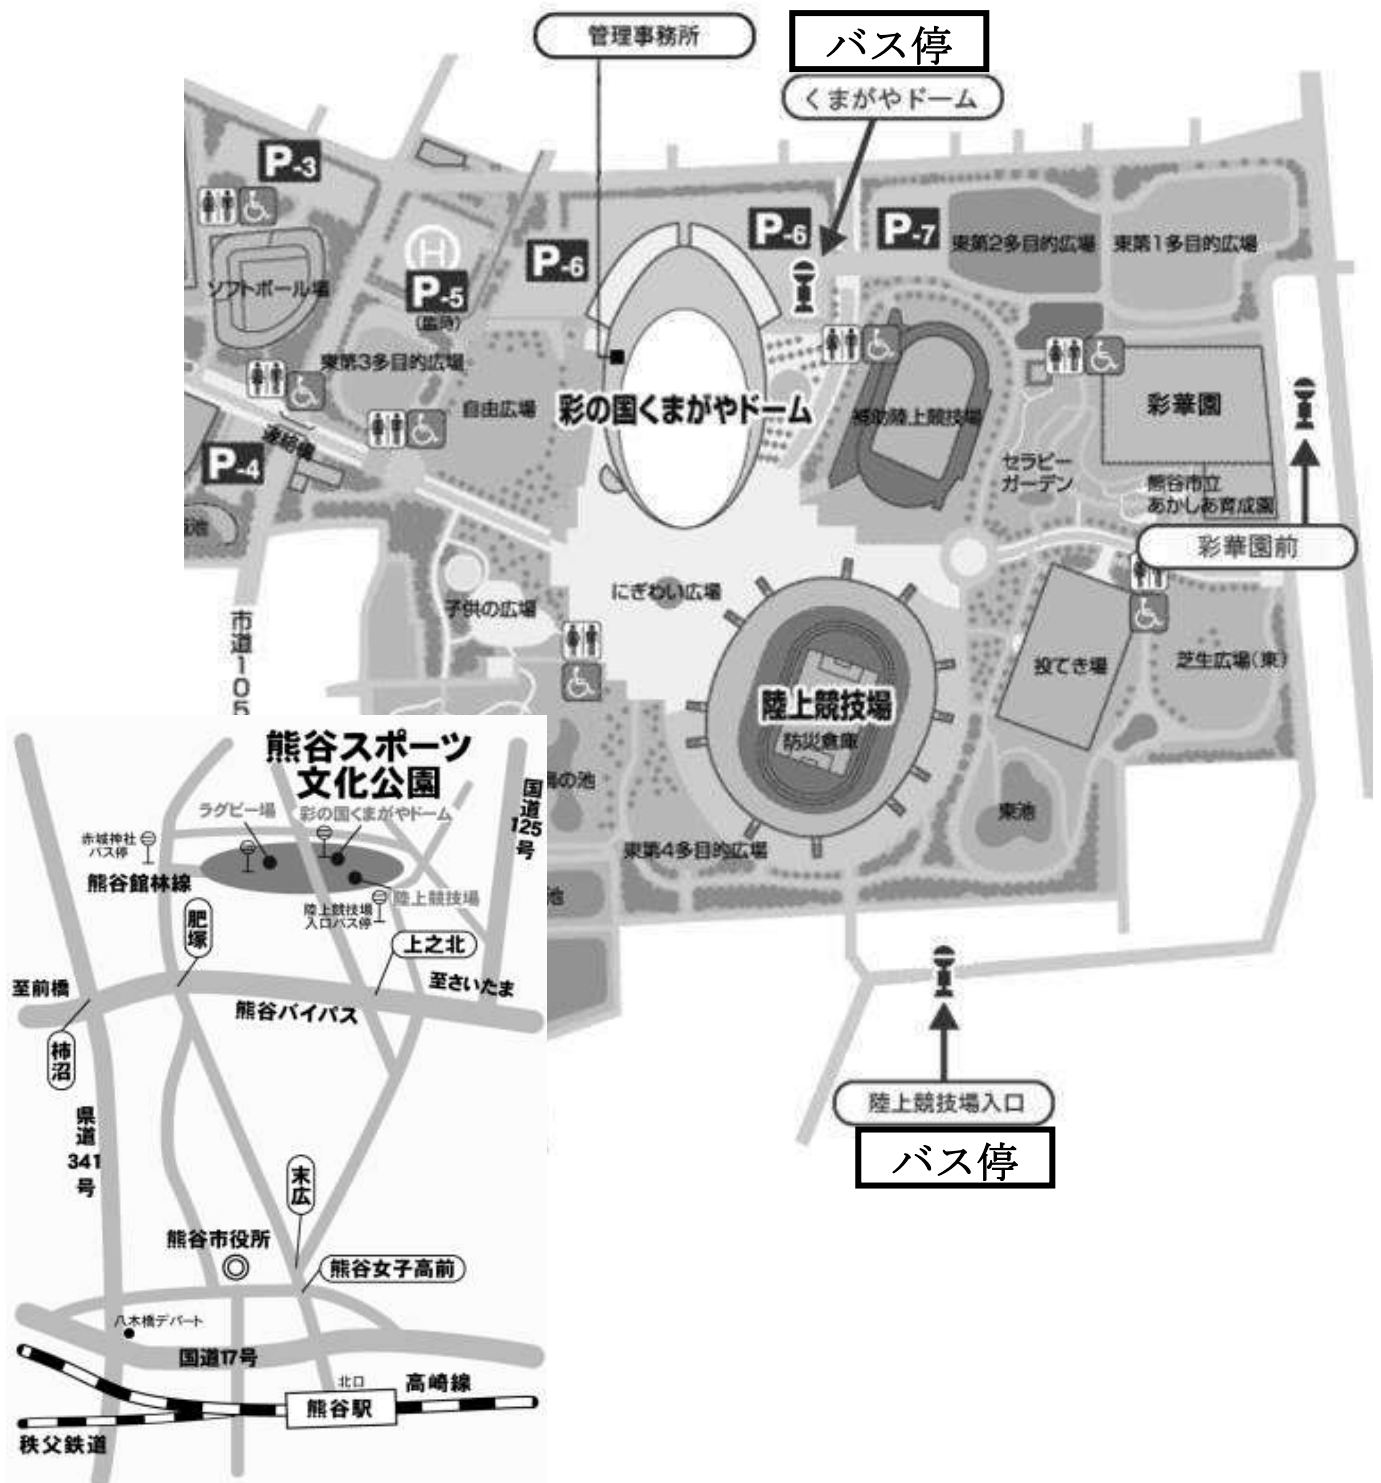 管理事務所
バス停
くまがやドーム
P-3
P-6
P-7
P-6
H
P-5
(臨時)
東第2多目的広場
東第1多目的広場
ソフトボール場
東第3多目的広場
自由広場
彩の国くまがやドーム
補助陸上競技場
彩華園
連絡橋
P-4
セラピー
ガーデン
熊谷市立
あかしあ育成園
彩華園前
にぎわい広場
子供の広場
市道105
陸上競技場
防災倉庫
投てき場
芝生広場(東)
の池
東池
東第4多目的広場
池
陸上競技場入口
バス停
熊谷スポーツ
文化公園
ラグビー場
彩の国くまがやドーム
国道125号
赤城神社
バス停
熊谷館林線
陸上競技場
入口バス停
陸上競技場
肥塚
上之北
至前橋
至さいたま
熊谷バイパス
柿沼
県道341号
末広
熊谷市役所
熊谷女子高前
八木橋デパート
国道17号
北口
高崎線
熊谷駅
秩父鉄道